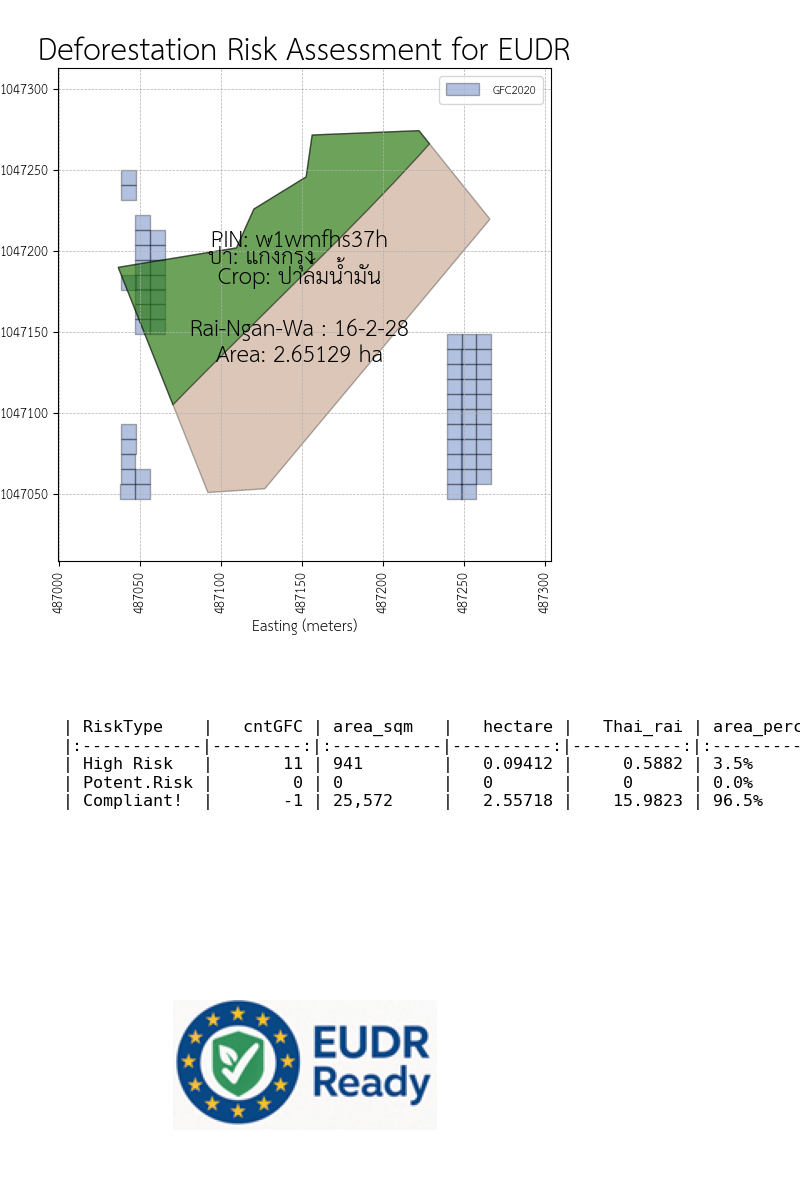 Deforestation Risk Assessment for EUDR
GFC2020
1047300
1047250
1047200
1047150
1047100
1047050
PIN: w1wmfhs37h
ป่า: แก่งกรุง
Crop: ปาล์มน้ำมัน
Rai-Ngan-Wa : 16-2-28
Area: 2.65129 ha
487000 487050 487100 487150 487200 487250 487300
Easting (meters)
| RiskType | cntGFC | area_sqm | hectare | Thai_rai | area_perc
|:------------|---------:|:-----------|----------:|-----------:|:---------
| High Risk | 11 | 941 | 0.09412 | 0.5882 | 3.5%
| Potent.Risk | 0 | 0 | 0 | 0 | 0.0%
| Compliant! | -1 | 25,572 | 2.55718 | 15.9823 | 96.5%
EUDR
Ready